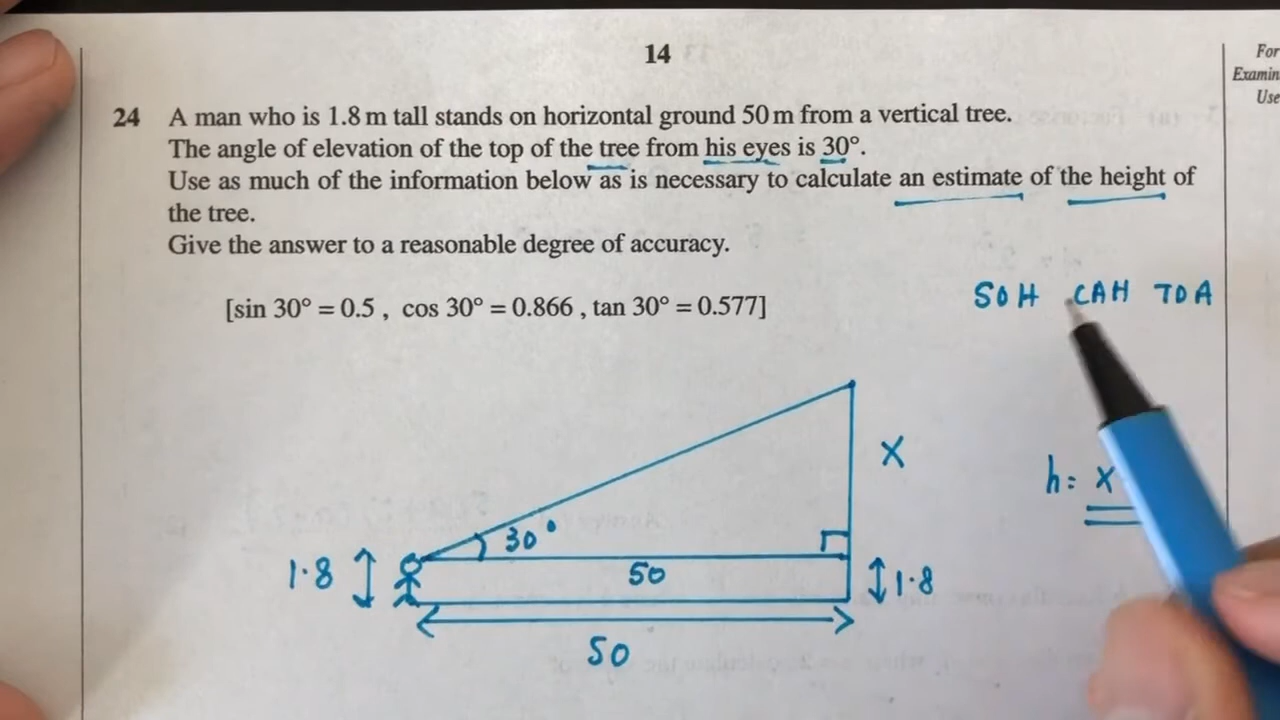 14
For
Examin
Use
24 A man who is 1.8 m tall stands on horizontal ground 50 m from a vertical tree.
The angle of elevation of the top of the tree from his eyes is 30°.
Use as much of the information below as is necessary to calculate an estimate of the height of
the tree.
Give the answer to a reasonable degree of accuracy.
[sin 30° = 0.5 , cos 30° = 0.866 , tan 30° = 0.577]
SOH CAH TOA
x
h = x
30°
50
1.8
1.8
50